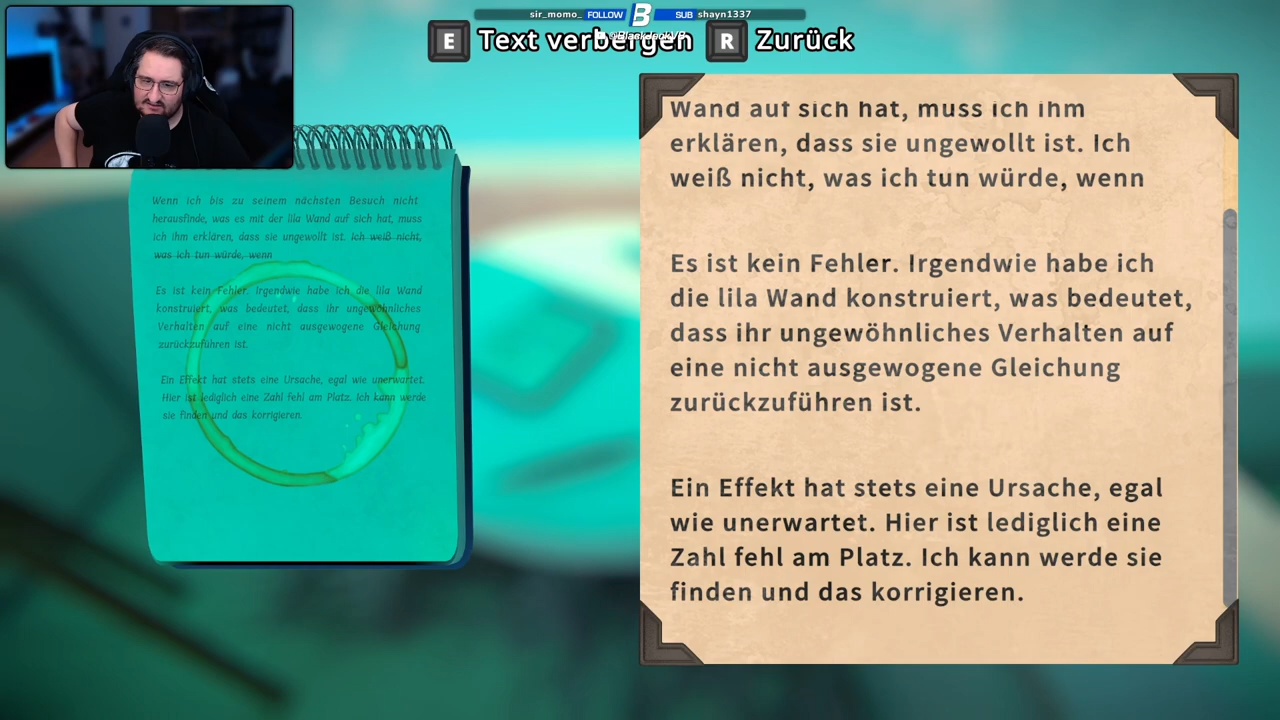 sir_momo_ FOLLOW B SUB shayn1337
@BlackJackVB
E Text verbergen R Zurück
Wenn ich bis zu seinem nächsten Besuch nicht
herausfinde, was es mit der lila Wand auf sich hat, muss
ich ihm erklären, dass sie ungewollt ist. Ich weiß nicht,
was ich tun würde, wenn
Es ist kein Fehler. Irgendwie habe ich die lila Wand
konstruiert, was bedeutet, dass ihr ungewöhnliches
Verhalten auf eine nicht ausgewogene Gleichung
zurückzuführen ist.
Ein Effekt hat stets eine Ursache, egal wie unerwartet.
Hier ist lediglich eine Zahl fehl am Platz. Ich kann werde
sie finden und das korrigieren.
Wand auf sich hat, muss ich ihm
erklären, dass sie ungewollt ist. Ich
weiß nicht, was ich tun würde, wenn
Es ist kein Fehler. Irgendwie habe ich
die lila Wand konstruiert, was bedeutet,
dass ihr ungewöhnliches Verhalten auf
eine nicht ausgewogene Gleichung
zurückzuführen ist.
Ein Effekt hat stets eine Ursache, egal
wie unerwartet. Hier ist lediglich eine
Zahl fehl am Platz. Ich kann werde sie
finden und das korrigieren.